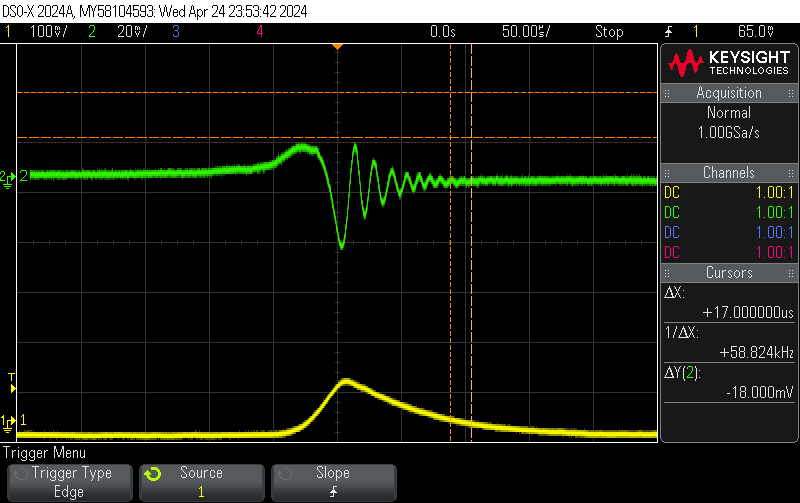 DSO-X 2024A, MY58104593: Wed Apr 24 23:53:42 2024
1 100V/ 2 20V/ 3 4 0.0s 50.00s/ Stop 1 65.0V
KEYSIGHT
TECHNOLOGIES
Acquisition
Normal
1.00GSa/s
Channels
DC 1.00:1
DC 1.00:1
DC 1.00:1
DC 1.00:1
Cursors
ΔX:
+17.000000us
1/ΔX:
+58.824kHz
ΔY(2):
-18.000mV
2 2
T
1 1
Trigger Menu
Trigger Type
Edge
Source
1
Slope